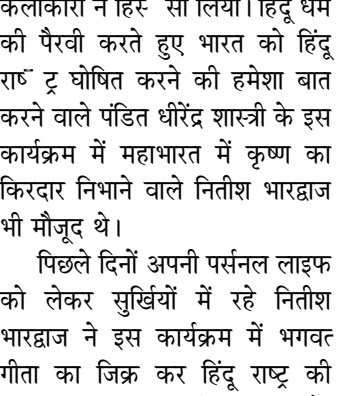 कलाकारों ने हिस्सा लिया। हिंदू धर्म
की पैरवी करते हुए भारत को हिंदू
राष्ट्र घोषित करने की हमेशा बात
करने वाले पंडित धीरेंद्र शास्त्री के इस
कार्यक्रम में महाभारत में कृष्ण का
किरदार निभाने वाले नितीश भारद्वाज
भी मौजूद थे।
पिछले दिनों अपनी पर्सनल लाइफ
को लेकर सुर्खियों में रहे नितीश
भारद्वाज ने इस कार्यक्रम में भगवत
गीता का जिक्र कर हिंदू राष्ट्र की